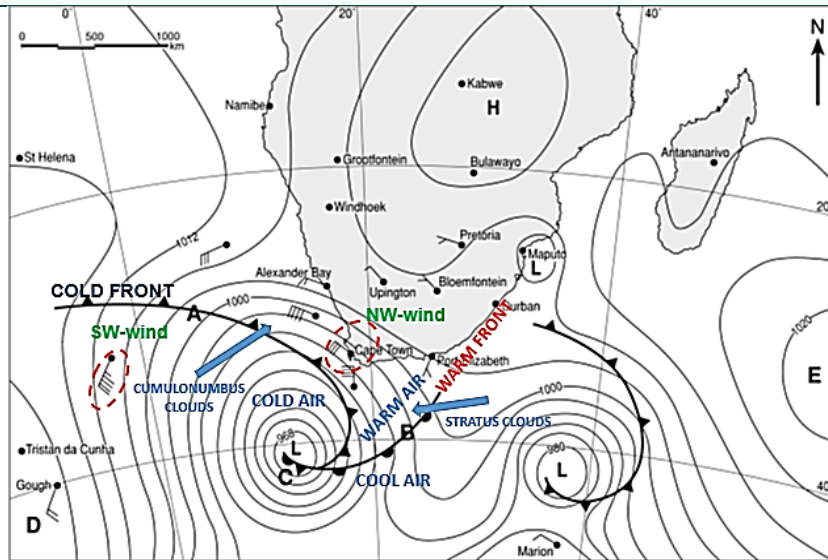 0°
20°
40°
0 500 1000
km
N
Kabwe
H
Namibe
St Helena
Grootfontein
Bulawayo
Antananarivo
Windhoek
20
1012
Pretoria
Maputo
L
Alexander Bay
Upington
Bloemfontein
Durban
COLD FRONT
1000
A
NW-wind
SW-wind
WARM FRONT
1020
Cape Town
Port Elizabeth
E
CUMULONUMBUS
CLOUDS
COLD AIR
WARM AIR
1000
STRATUS CLOUDS
B
968
L
980
L
Tristan da Cunha
C
COOL AIR
Gough
40
D
Marion